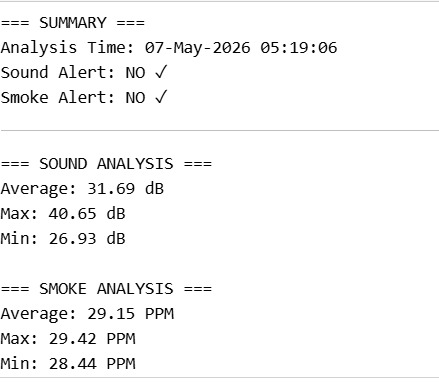 === SUMMARY ===
Analysis Time: 07-May-2026 05:19:06
Sound Alert: NO ✓
Smoke Alert: NO ✓
=== SOUND ANALYSIS ===
Average: 31.69 dB
Max: 40.65 dB
Min: 26.93 dB
=== SMOKE ANALYSIS ===
Average: 29.15 PPM
Max: 29.42 PPM
Min: 28.44 PPM